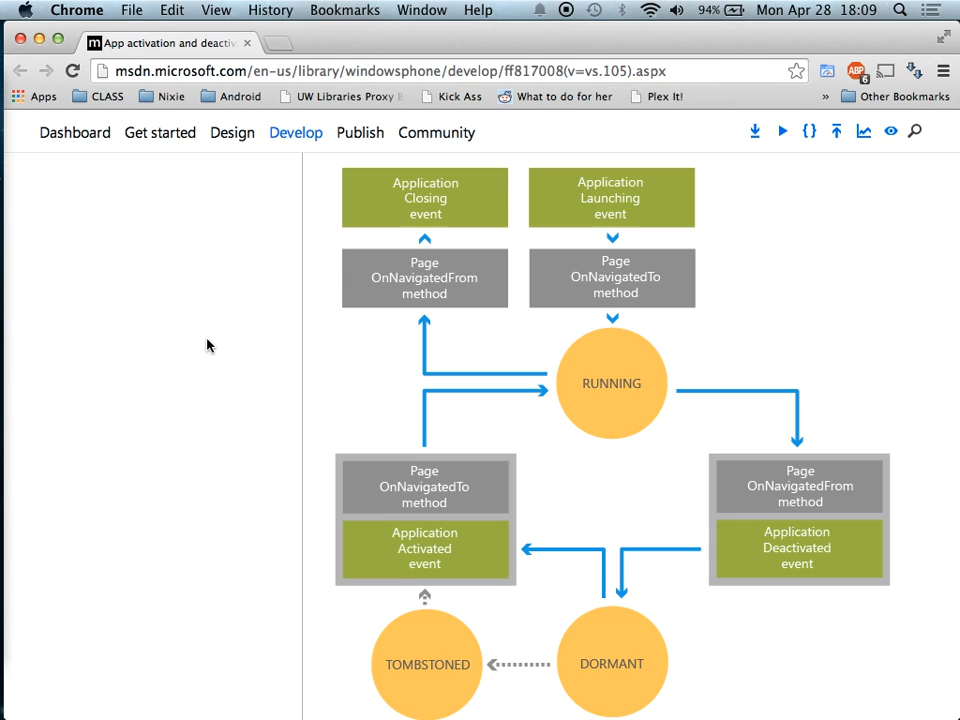 Chrome File Edit View History Bookmarks Window Help 94% Mon Apr 28 18:09
m App activation and deactiv
msdn.microsoft.com/en-us/library/windowsphone/develop/ff817008(v=vs.105).aspx
ABP 6
Apps CLASS Nixie Android UW Libraries Proxy B Kick Ass What to do for her Plex It! » Other Bookmarks
Dashboard Get started Design Develop Publish Community
Application
Closing
event
Application
Launching
event
Page
OnNavigatedFrom
method
Page
OnNavigatedTo
method
RUNNING
Page
OnNavigatedTo
method
Application
Activated
event
Page
OnNavigatedFrom
method
Application
Deactivated
event
TOMBSTONED
DORMANT